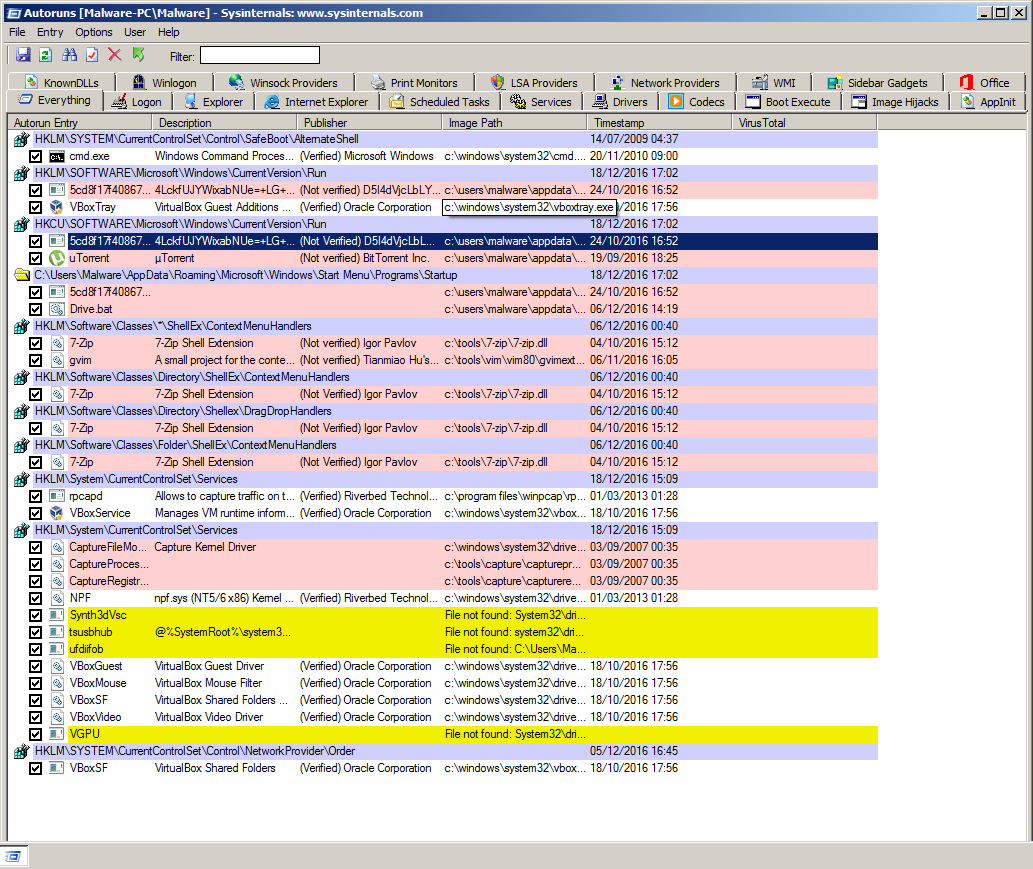 Autoruns [Malware-PC\Malware] - Sysinternals: www.sysinternals.com
File Entry Options User Help
Filter:
KnownDLLs Winlogon Winsock Providers Print Monitors LSA Providers Network Providers WMI Sidebar Gadgets Office
Everything Logon Explorer Internet Explorer Scheduled Tasks Services Drivers Codecs Boot Execute Image Hijacks AppInit
Autorun Entry Description Publisher Image Path Timestamp VirusTotal
HKLM\SYSTEM\CurrentControlSet\Control\SafeBoot\AlternateShell 14/07/2009 04:37
cmd.exe Windows Command Proces... (Verified) Microsoft Windows c:\windows\system32\cmd.... 20/11/2010 09:00
HKLM\SOFTWARE\Microsoft\Windows\CurrentVersion\Run 18/12/2016 17:02
5cd8f17f40867... 4LckfUJYWixabNUe=+LG+... (Not verified) D5I4dVjcLbLY... c:\users\malware\appdata\... 24/10/2016 16:52
VBoxTray VirtualBox Guest Additions ... (Verified) Oracle Corporation c:\windows\system32\vboxtray.exe /2016 17:56
HKCU\SOFTWARE\Microsoft\Windows\CurrentVersion\Run 18/12/2016 17:02
5cd8f17f40867... 4LckfUJYWixabNUe=+LG+... (Not Verified) D5I4dVjcLbL... c:\users\malware\appdata\... 24/10/2016 16:52
uTorrent µTorrent (Not verified) BitTorrent Inc. c:\users\malware\appdata\... 19/09/2016 18:25
C:\Users\Malware\AppData\Roaming\Microsoft\Windows\Start Menu\Programs\Startup 18/12/2016 17:02
5cd8f17f40867... c:\users\malware\appdata\... 24/10/2016 16:52
Drive.bat c:\users\malware\appdata\... 06/12/2016 14:19
HKLM\Software\Classes\*\ShellEx\ContextMenuHandlers 06/12/2016 00:40
7-Zip 7-Zip Shell Extension (Not verified) Igor Pavlov c:\tools\7-zip\7-zip.dll 04/10/2016 15:12
gvim A small project for the conte... (Not verified) Tianmiao Hu's... c:\tools\vim\vim80\gvimext... 06/11/2016 16:05
HKLM\Software\Classes\Directory\ShellEx\ContextMenuHandlers 06/12/2016 00:40
7-Zip 7-Zip Shell Extension (Not Verified) Igor Pavlov c:\tools\7-zip\7-zip.dll 04/10/2016 15:12
HKLM\Software\Classes\Directory\Shellex\DragDropHandlers 06/12/2016 00:40
7-Zip 7-Zip Shell Extension (Not Verified) Igor Pavlov c:\tools\7-zip\7-zip.dll 04/10/2016 15:12
HKLM\Software\Classes\Folder\ShellEx\ContextMenuHandlers 06/12/2016 00:40
7-Zip 7-Zip Shell Extension (Not Verified) Igor Pavlov c:\tools\7-zip\7-zip.dll 04/10/2016 15:12
HKLM\System\CurrentControlSet\Services 18/12/2016 15:09
rpcapd Allows to capture traffic on t... (Verified) Riverbed Technol... c:\program files\winpcap\rp... 01/03/2013 01:28
VBoxService Manages VM runtime inform... (Verified) Oracle Corporation c:\windows\system32\vbox... 18/10/2016 17:56
HKLM\System\CurrentControlSet\Services 18/12/2016 15:09
CaptureFileMo... Capture Kernel Driver c:\windows\system32\drive... 03/09/2007 00:35
CaptureProces... c:\tools\capture\capturepr... 03/09/2007 00:35
CaptureRegistr... c:\tools\capture\capturere... 03/09/2007 00:35
NPF npf.sys (NT5/6 x86) Kernel ... (Verified) Riverbed Technol... c:\windows\system32\drive... 01/03/2013 01:28
Synth3dVsc File not found: System32\dri...
tsusbhub @%SystemRoot%\system3... File not found: system32\dri...
ufdiifob File not found: C:\Users\Ma...
VBoxGuest VirtualBox Guest Driver (Verified) Oracle Corporation c:\windows\system32\drive... 18/10/2016 17:56
VBoxMouse VirtualBox Mouse Filter (Verified) Oracle Corporation c:\windows\system32\drive... 18/10/2016 17:56
VBoxSF VirtualBox Shared Folders ... (Verified) Oracle Corporation c:\windows\system32\drive... 18/10/2016 17:56
VBoxVideo VirtualBox Video Driver (Verified) Oracle Corporation c:\windows\system32\drive... 18/10/2016 17:56
VGPU File not found: System32\dri...
HKLM\SYSTEM\CurrentControlSet\Control\NetworkProvider\Order 05/12/2016 16:45
VBoxSF VirtualBox Shared Folders (Verified) Oracle Corporation c:\windows\system32\vbox... 18/10/2016 17:56